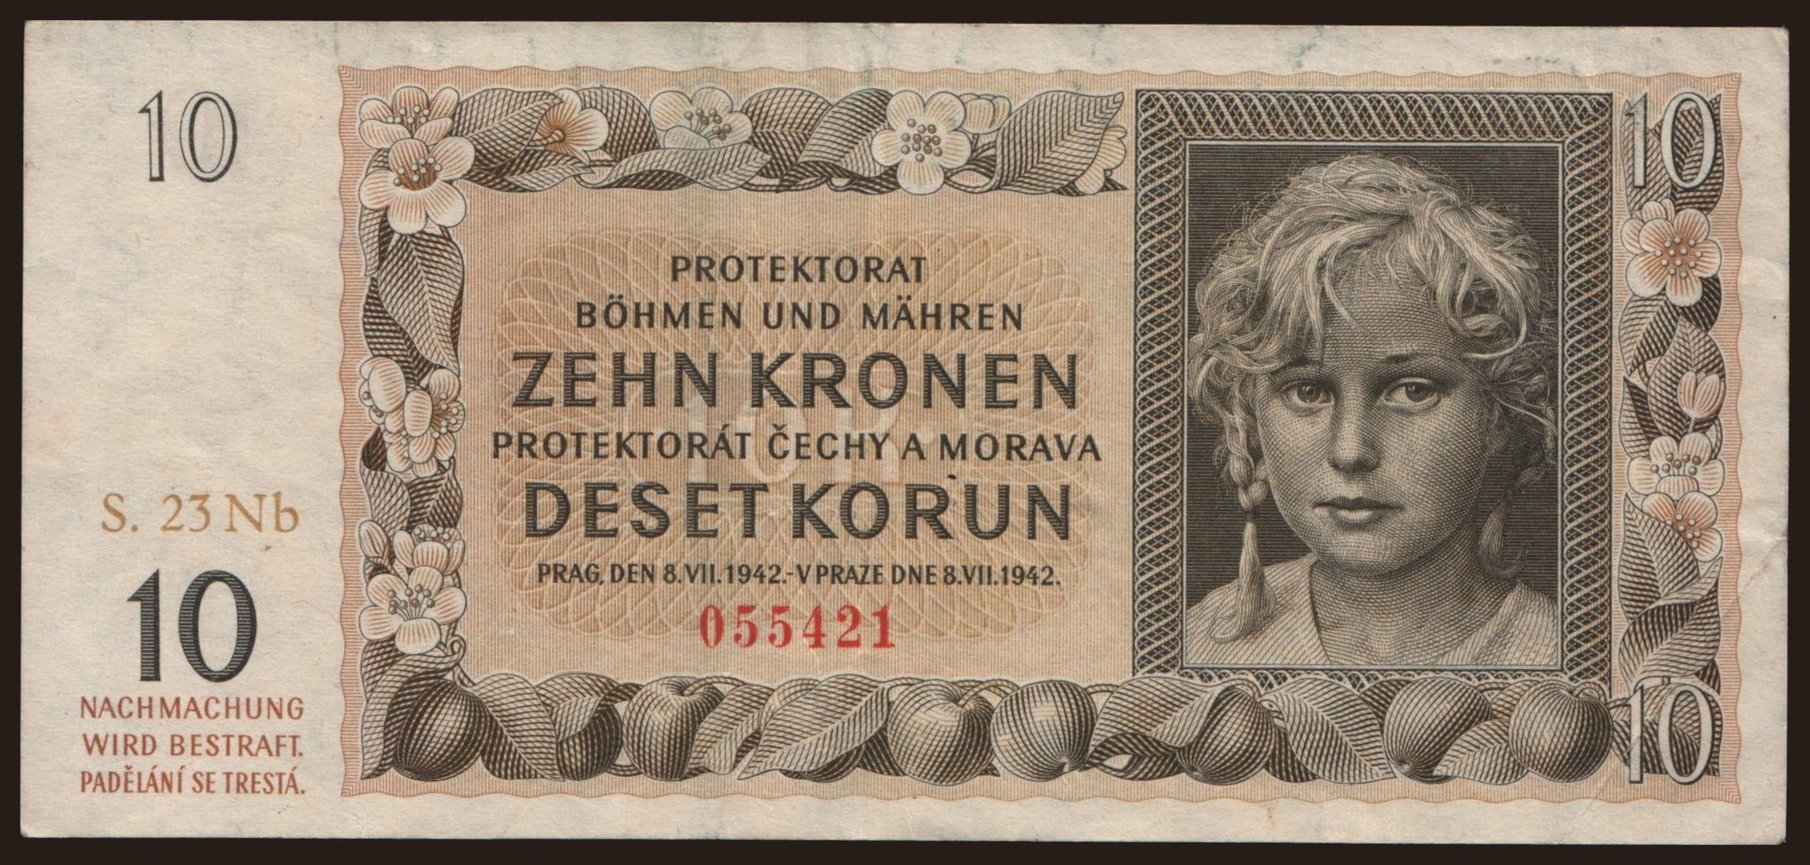 10
10
PROTEKTORAT
BÖHMEN UND MÄHREN
ZEHN KRONEN
PROTEKTORÁT ČECHY A MORAVA
DESET KORUN
PRAG, DEN 8.VII.1942.-V PRAZE DNE 8.VII.1942.
055421
S. 23 Nb
10
NACHMACHUNG
WIRD BESTRAFT.
PADĚLÁNÍ SE TRESTÁ.
10